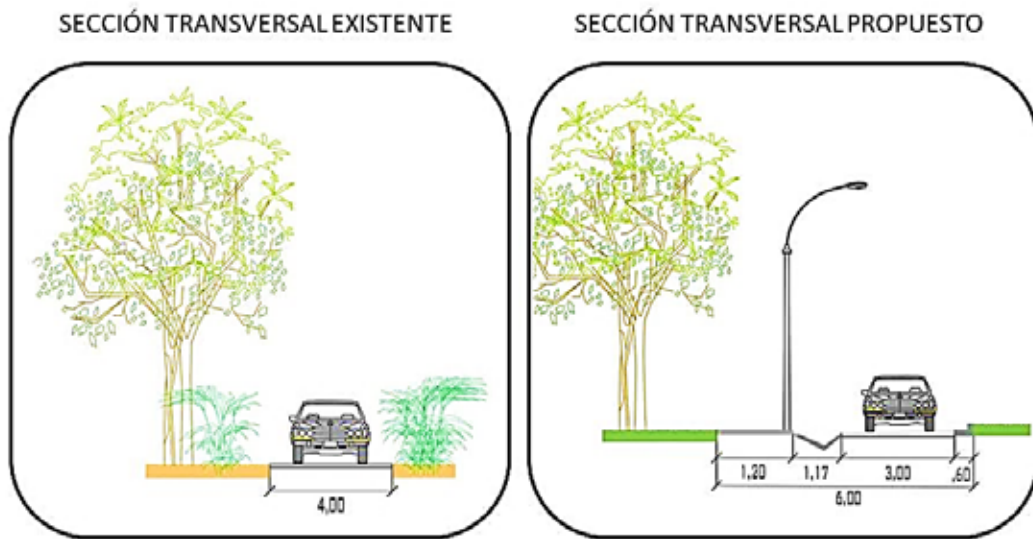 SECCIÓN TRANSVERSAL EXISTENTE
SECCIÓN TRANSVERSAL PROPUESTO
4,00
1,20 1,17 3,00 ,60
6,00